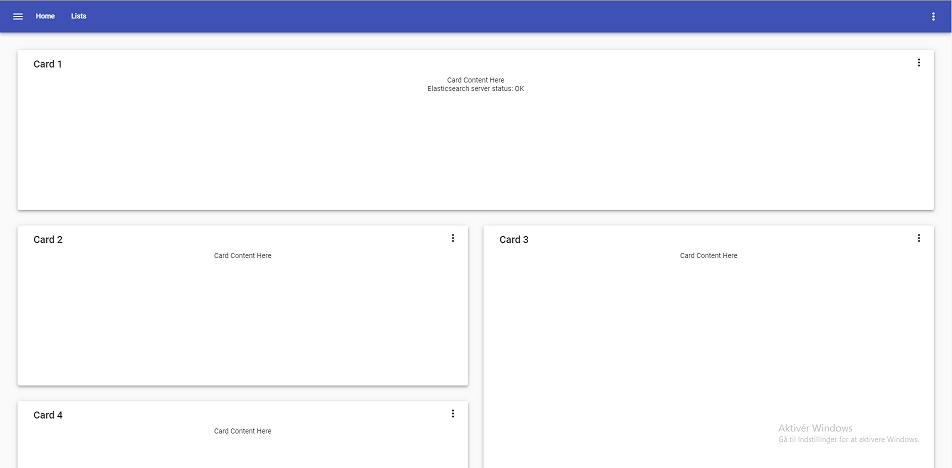 Home Lists
Card 1
Card Content Here
Elasticsearch server status: OK
Card 2
Card Content Here
Card 3
Card Content Here
Card 4
Card Content Here
Aktivér Windows
Gå til Indstillinger for at aktivere Windows.